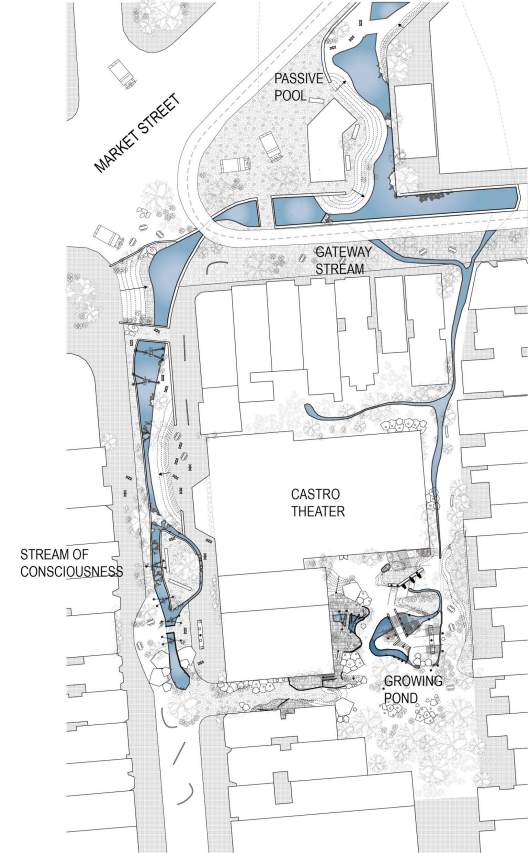 PASSIVE
POOL
MARKET STREET
GATEWAY
STREAM
CASTRO
THEATER
STREAM OF
CONSCIOUSNESS
GROWING
POND